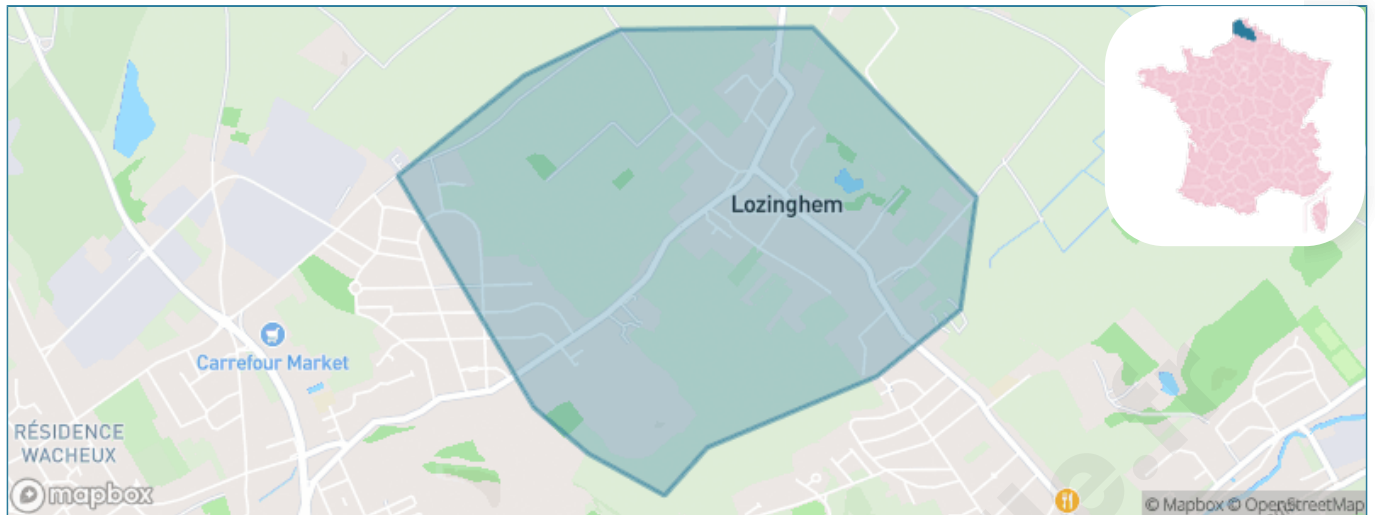 Lozinghem
Carrefour Market
RÉSIDENCE
WACHEUX
mapbox
© Mapbox © OpenStreetMap